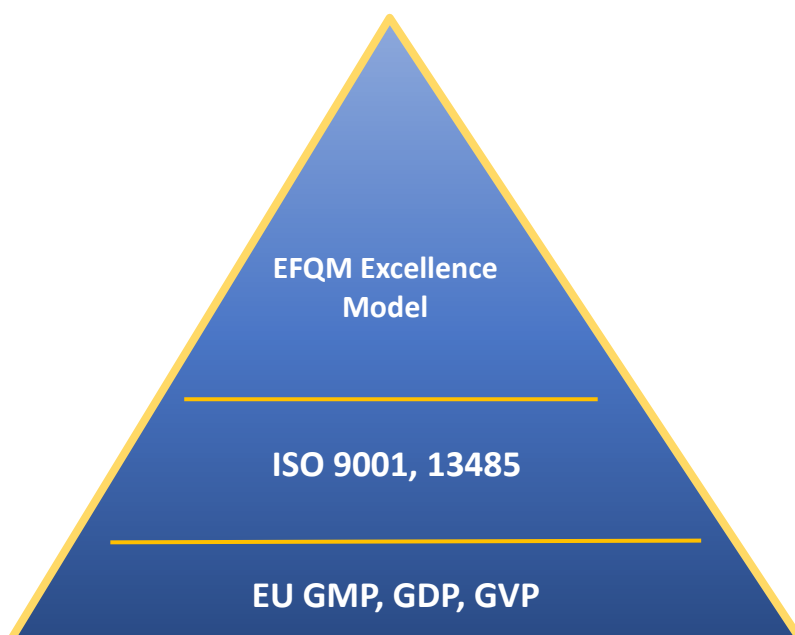 EFQM Excellence
Model
ISO 9001, 13485
EU GMP, GDP, GVP